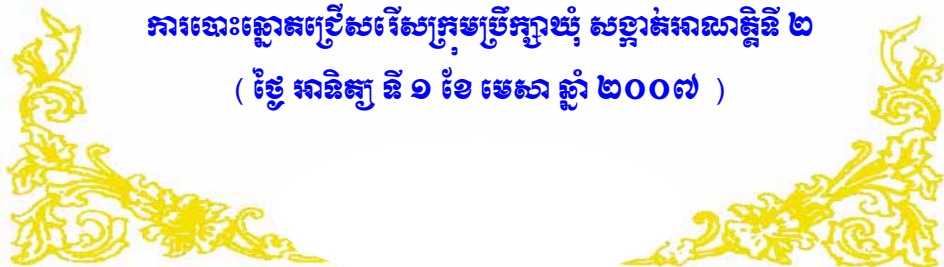 ការបោះឆ្នោតជ្រើសរើសក្រុមប្រឹក្សាឃុំ សង្កាត់អាណត្តិទី ២
( ថ្ងៃ អាទិត្យ ទី ១ ខែ មេសា ឆ្នាំ ២០០៧ )